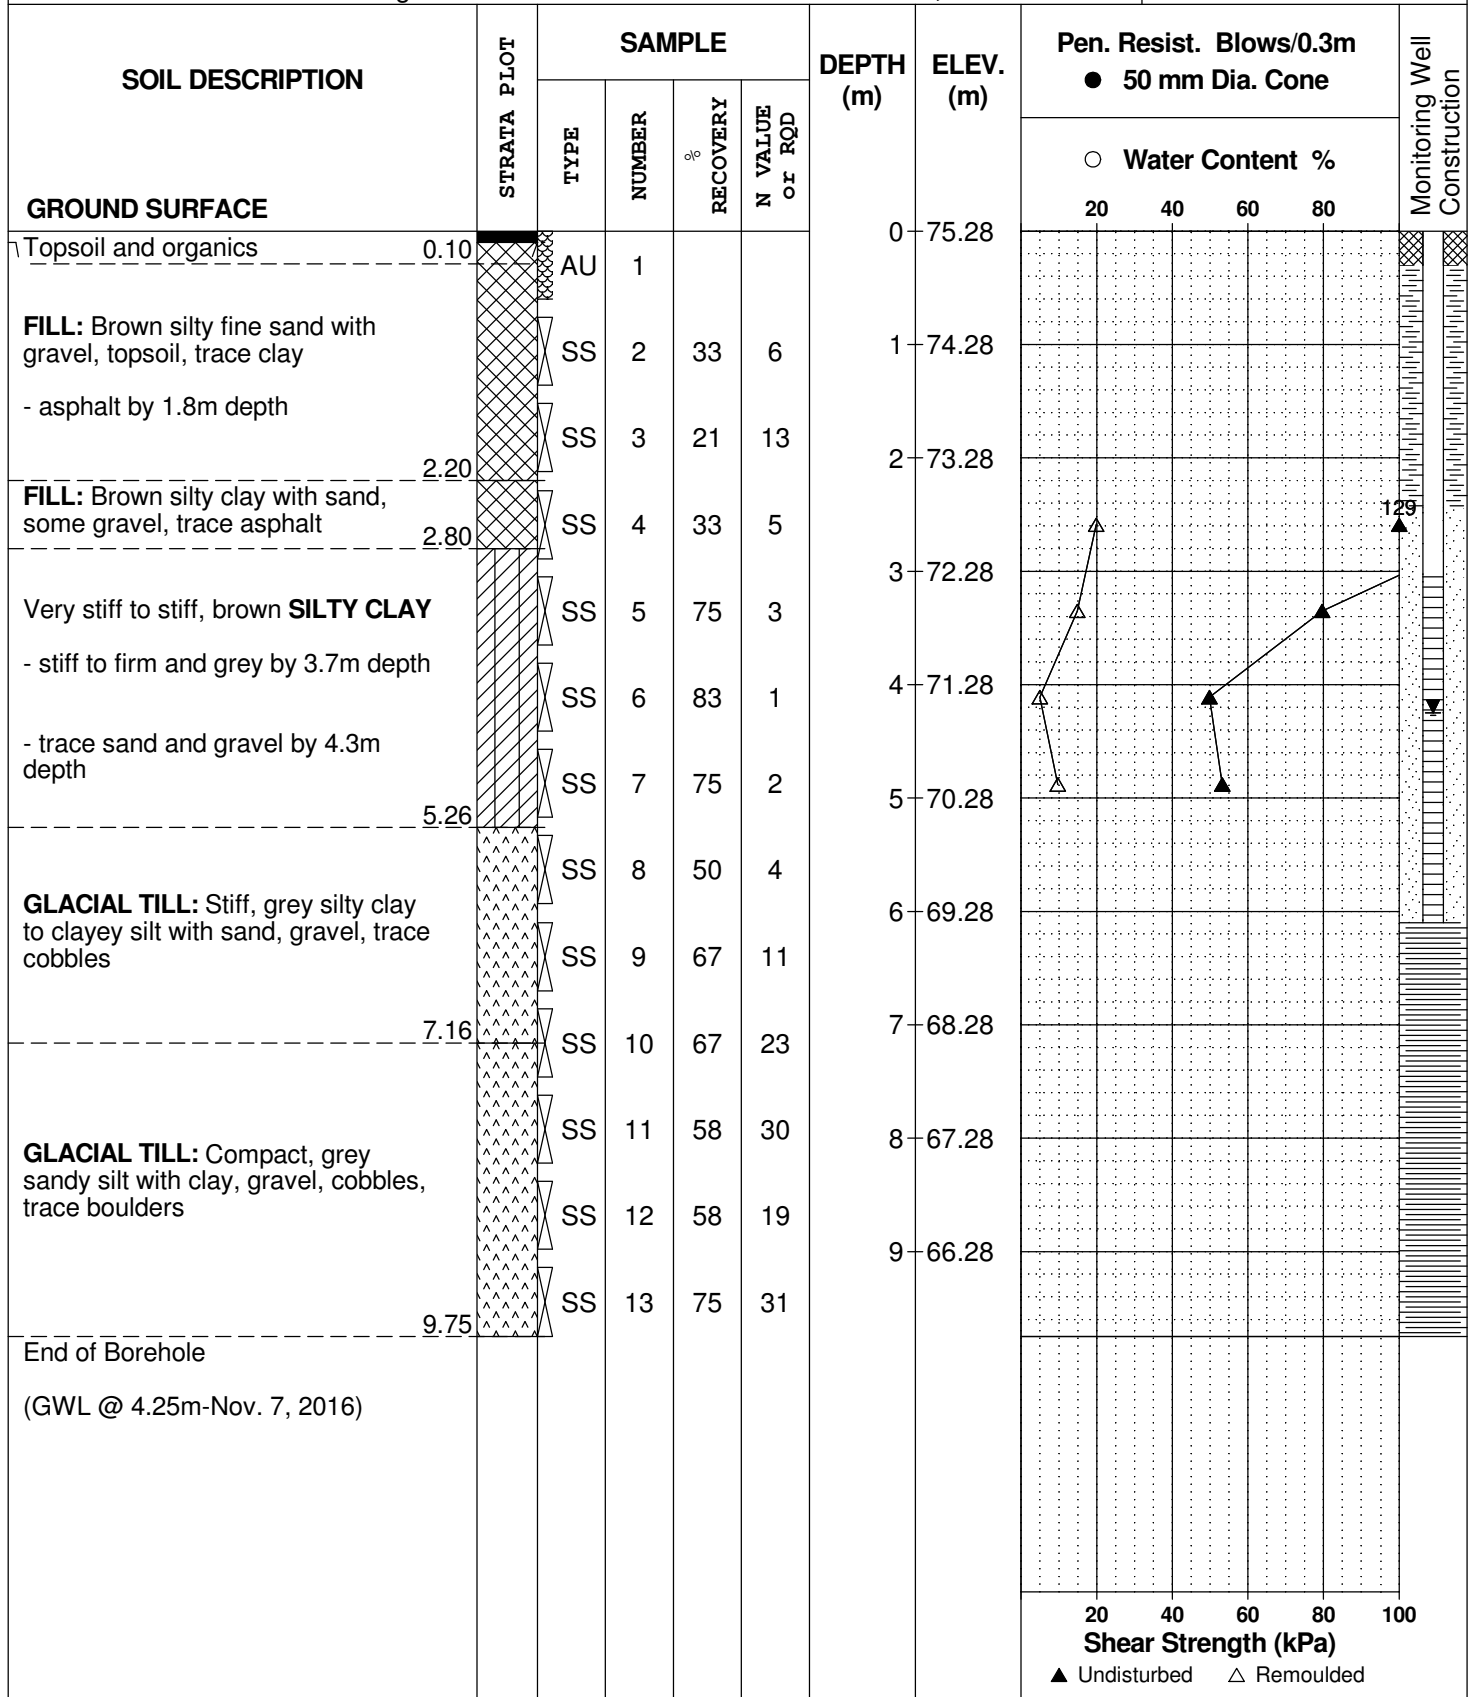 SOIL DESCRIPTION
GROUND SURFACE
STRATA PLOT
SAMPLE
TYPE
NUMBER
%
RECOVERY
N VALUE
or RQD
DEPTH
(m)
ELEV.
(m)
Pen. Resist. Blows/0.3m
● 50 mm Dia. Cone
○ Water Content %
20 40 60 80
Monitoring Well
Construction
Topsoil and organics 0.10
FILL: Brown silty fine sand with
gravel, topsoil, trace clay
- asphalt by 1.8m depth
2.20
FILL: Brown silty clay with sand,
some gravel, trace asphalt 2.80
Very stiff to stiff, brown SILTY CLAY
- stiff to firm and grey by 3.7m depth
- trace sand and gravel by 4.3m
depth
5.26
GLACIAL TILL: Stiff, grey silty clay
to clayey silt with sand, gravel, trace
cobbles
7.16
GLACIAL TILL: Compact, grey
sandy silt with clay, gravel, cobbles,
trace boulders
9.75
End of Borehole
(GWL @ 4.25m-Nov. 7, 2016)
AU 1
SS 2 33 6
SS 3 21 13
SS 4 33 5
SS 5 75 3
SS 6 83 1
SS 7 75 2
SS 8 50 4
SS 9 67 11
SS 10 67 23
SS 11 58 30
SS 12 58 19
SS 13 75 31
0 75.28
1 74.28
2 73.28
3 72.28
4 71.28
5 70.28
6 69.28
7 68.28
8 67.28
9 66.28
129
20 40 60 80 100
Shear Strength (kPa)
▲ Undisturbed △ Remoulded